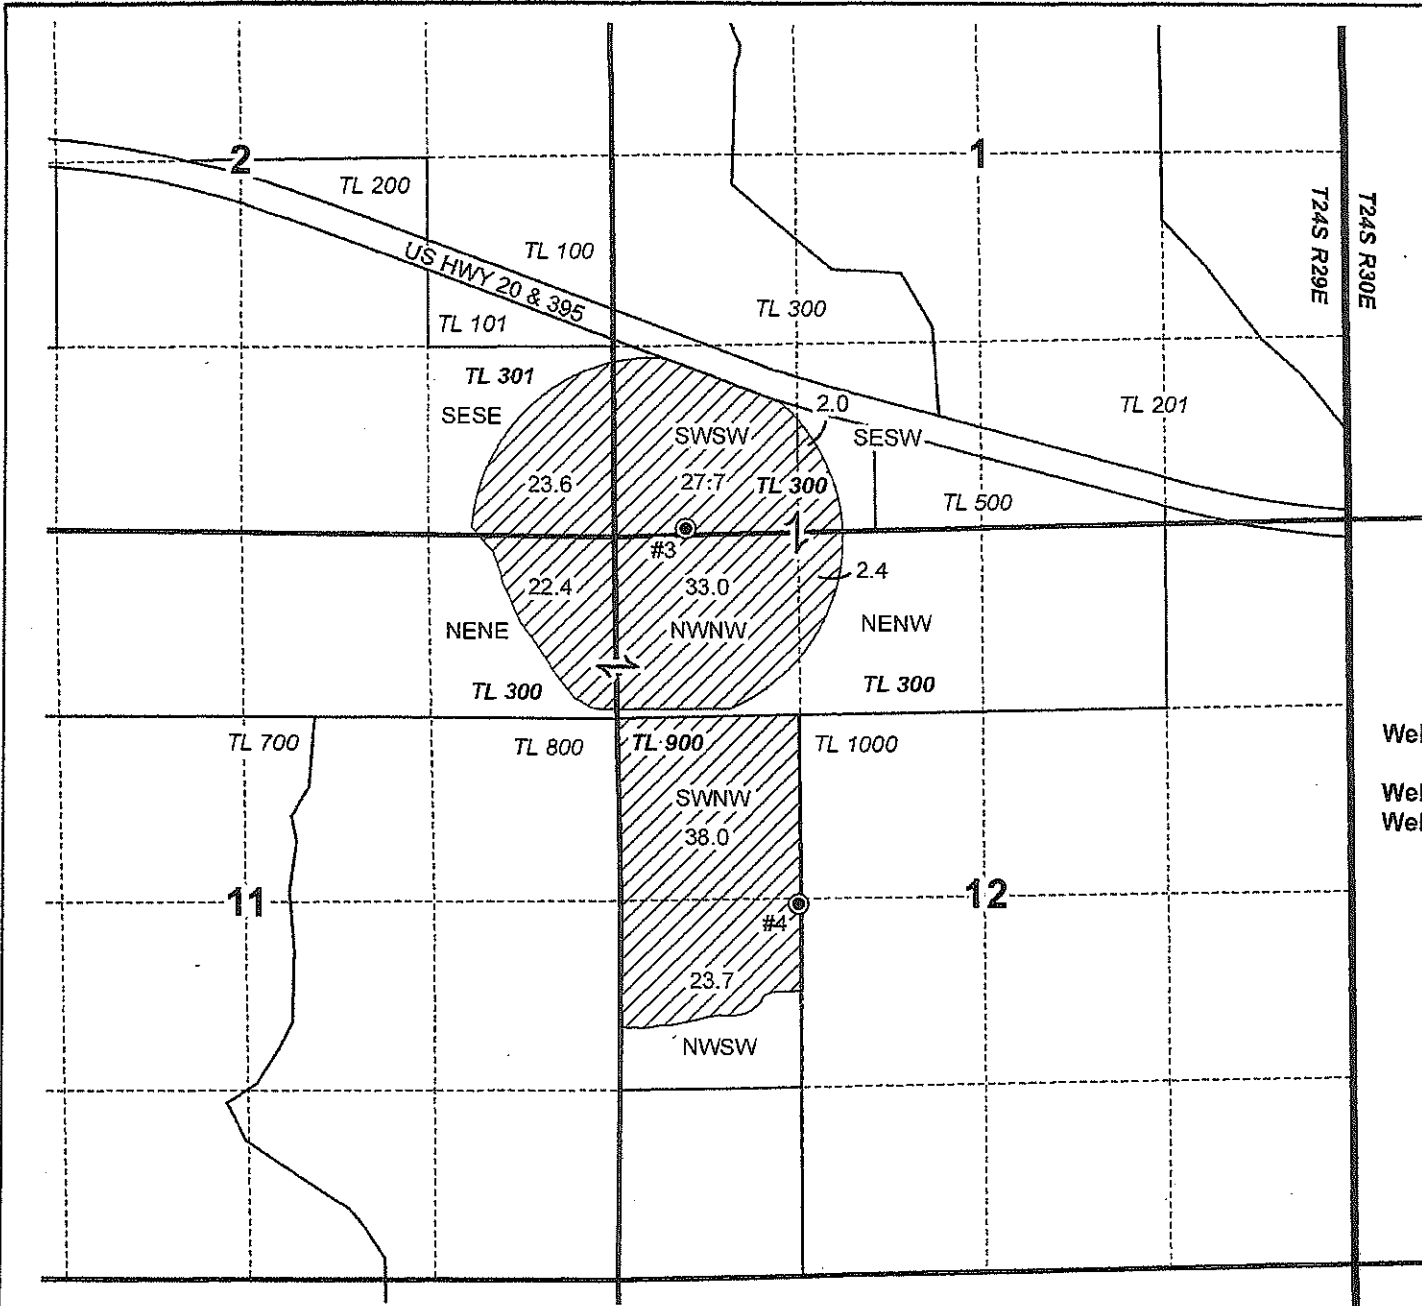 2
1
TL 200
T24S R29E
T24S R30E
TL 100
US HWY 20 & 395
TL 300
TL 101
TL 301
SESE
2.0
TL 201
SWSW
SESW
23.6
27.7
TL 300
TL 500
#3
22.4
33.0
2.4
NENE
NWNW
NENW
TL 300
TL 300
TL 700
TL 800
TL 900
TL 1000
Wel
SWNW
Wel
38.0
Wel
11
12
#4
23.7
NWSW